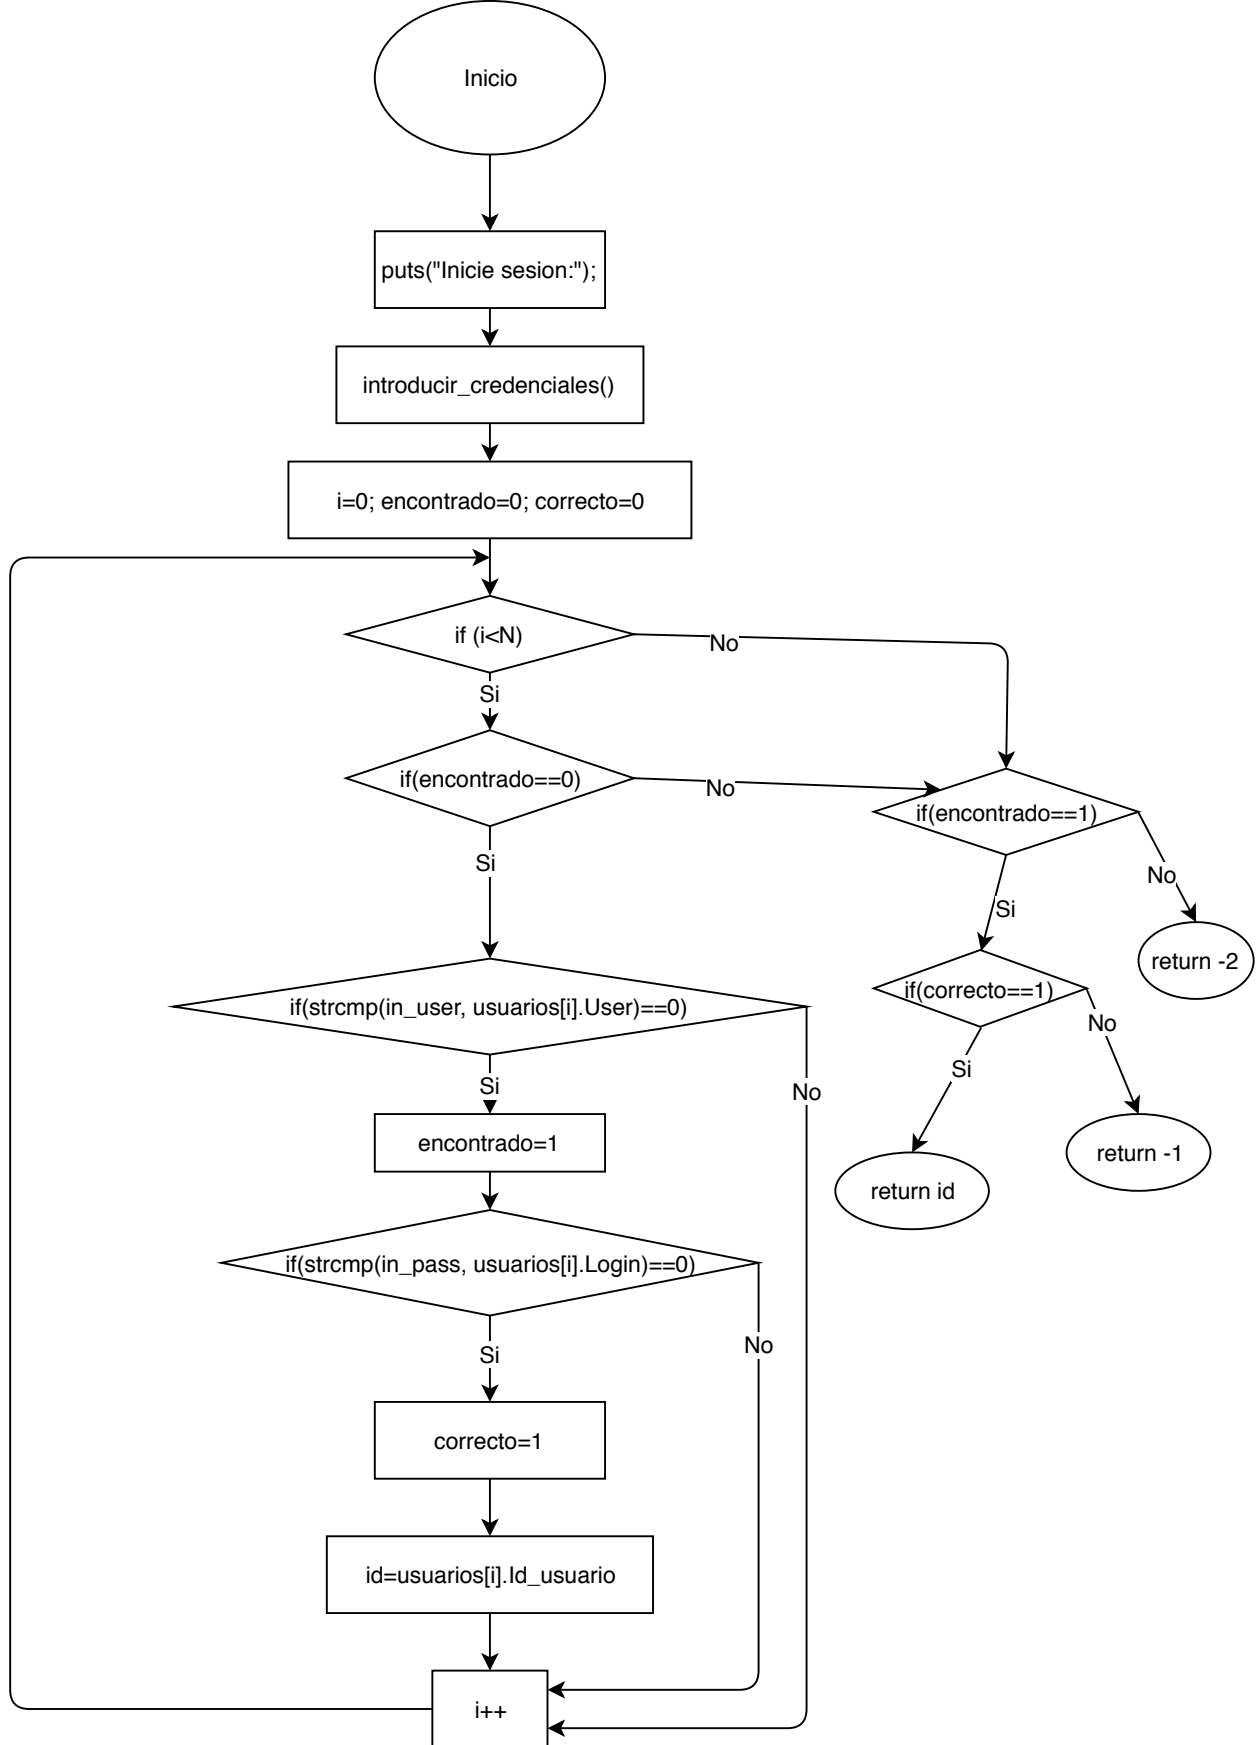 Inicio
puts("Inicie sesion:");
introducir_credenciales()
i=0; encontrado=0; correcto=0
if (i<N)
No
Si
if(encontrado==0)
No
if(encontrado==1)
Si
No
Si
return -2
if(correcto==1)
if(strcmp(in_user, usuarios[i].User)==0)
No
Si
Si
No
encontrado=1
return -1
return id
if(strcmp(in_pass, usuarios[i].Login)==0)
No
Si
correcto=1
id=usuarios[i].Id_usuario
i++